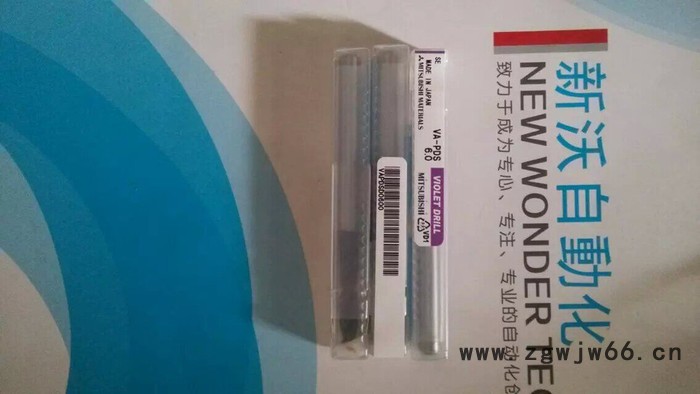 SE
MADE IN JAPAN
MITSUBISHI MATERIALS
VA-PDS
6.0
VIOLET DRILL
MITSUBISHI
VD1
VAPDSD0600
新沃自動化
NEW WONDER TEC
致力于成为专心、专注、专业的自动化创
www.zgwjw66.cn